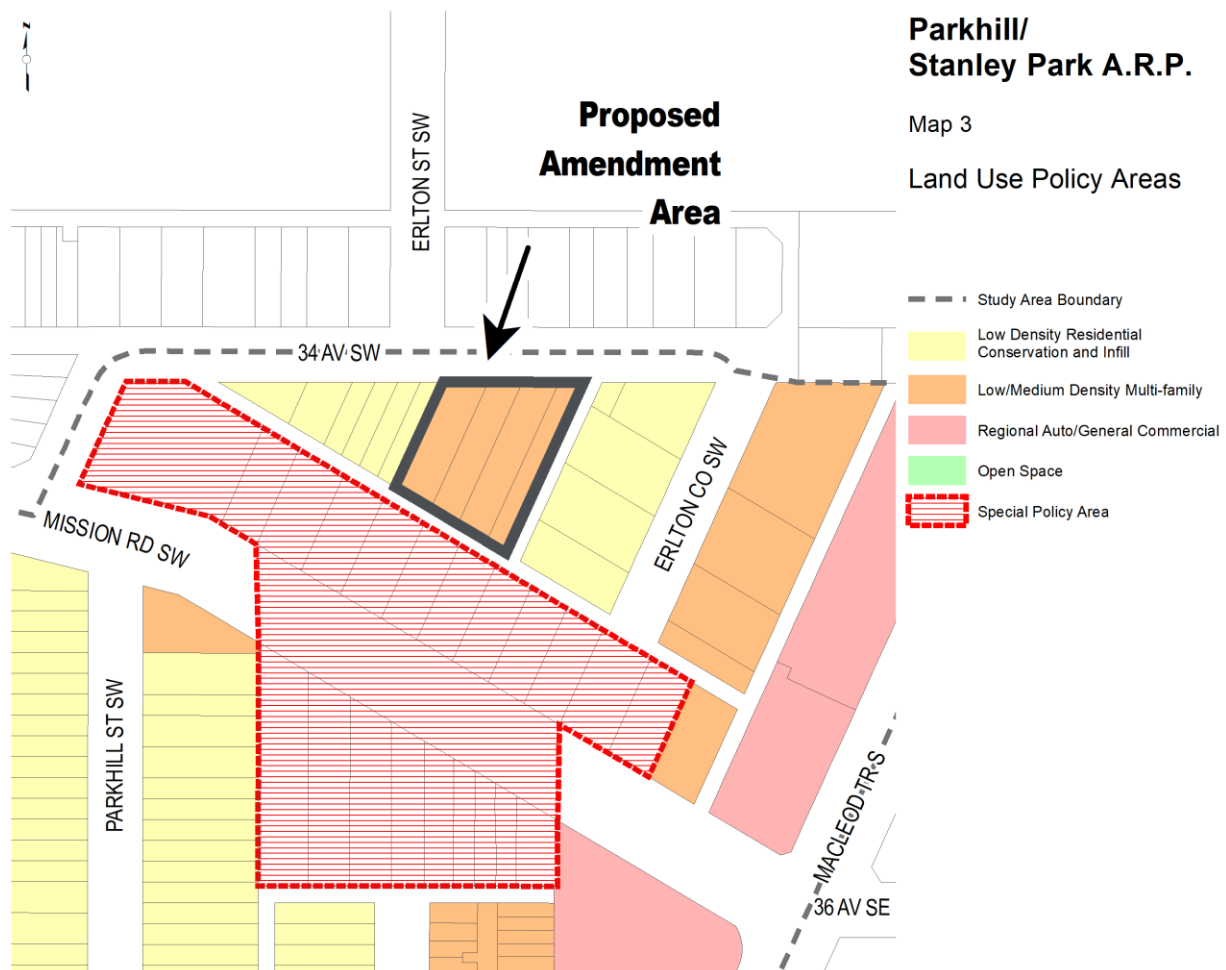 Parkhill/
Stanley Park A.R.P.
Map 3
Land Use Policy Areas
N
Proposed
Amendment
Area
ERLTON ST SW
34 AV SW
MISSION RD SW
ERLTON CO SW
PARKHILL ST SW
MACLEOD TR S
36 AV SE
Study Area Boundary
Low Density Residential
Conservation and Infill
Low/Medium Density Multi-family
Regional Auto/General Commercial
Open Space
Special Policy Area